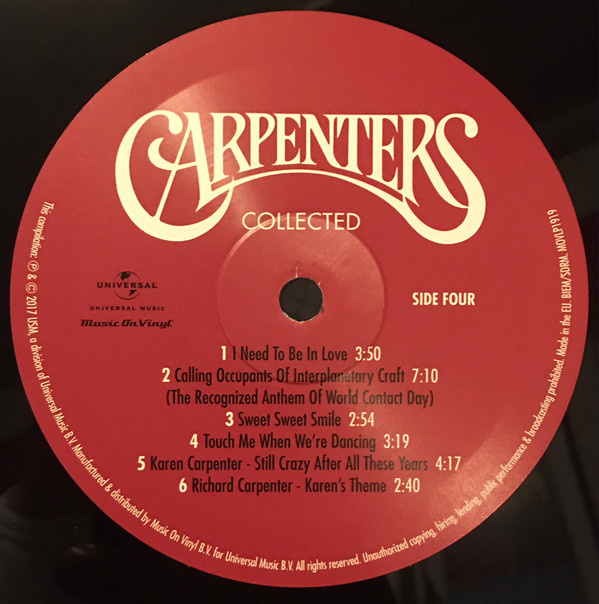 CARPENTERS
COLLECTED
UNIVERSAL
UNIVERSAL MUSIC
Music On Vinyl
SIDE FOUR
1 I Need To Be In Love 3:50
2 Calling Occupants Of Interplanetary Craft 7:10
(The Recognized Anthem Of World Contact Day)
3 Sweet Sweet Smile 2:54
4 Touch Me When We're Dancing 3:19
5 Karen Carpenter - Still Crazy After All These Years 4:17
6 Richard Carpenter - Karen's Theme 2:40
This compilation: ℗ & © 2017 USM, a division of Universal Music B.V. Manufactured & distributed by Music On Vinyl B.V. for Universal Music B.V. All rights reserved. Unauthorized copying, hiring, lending, public performance & broadcasting prohibited. Made in the EU. BIEM/SDRM. MOVLP1979